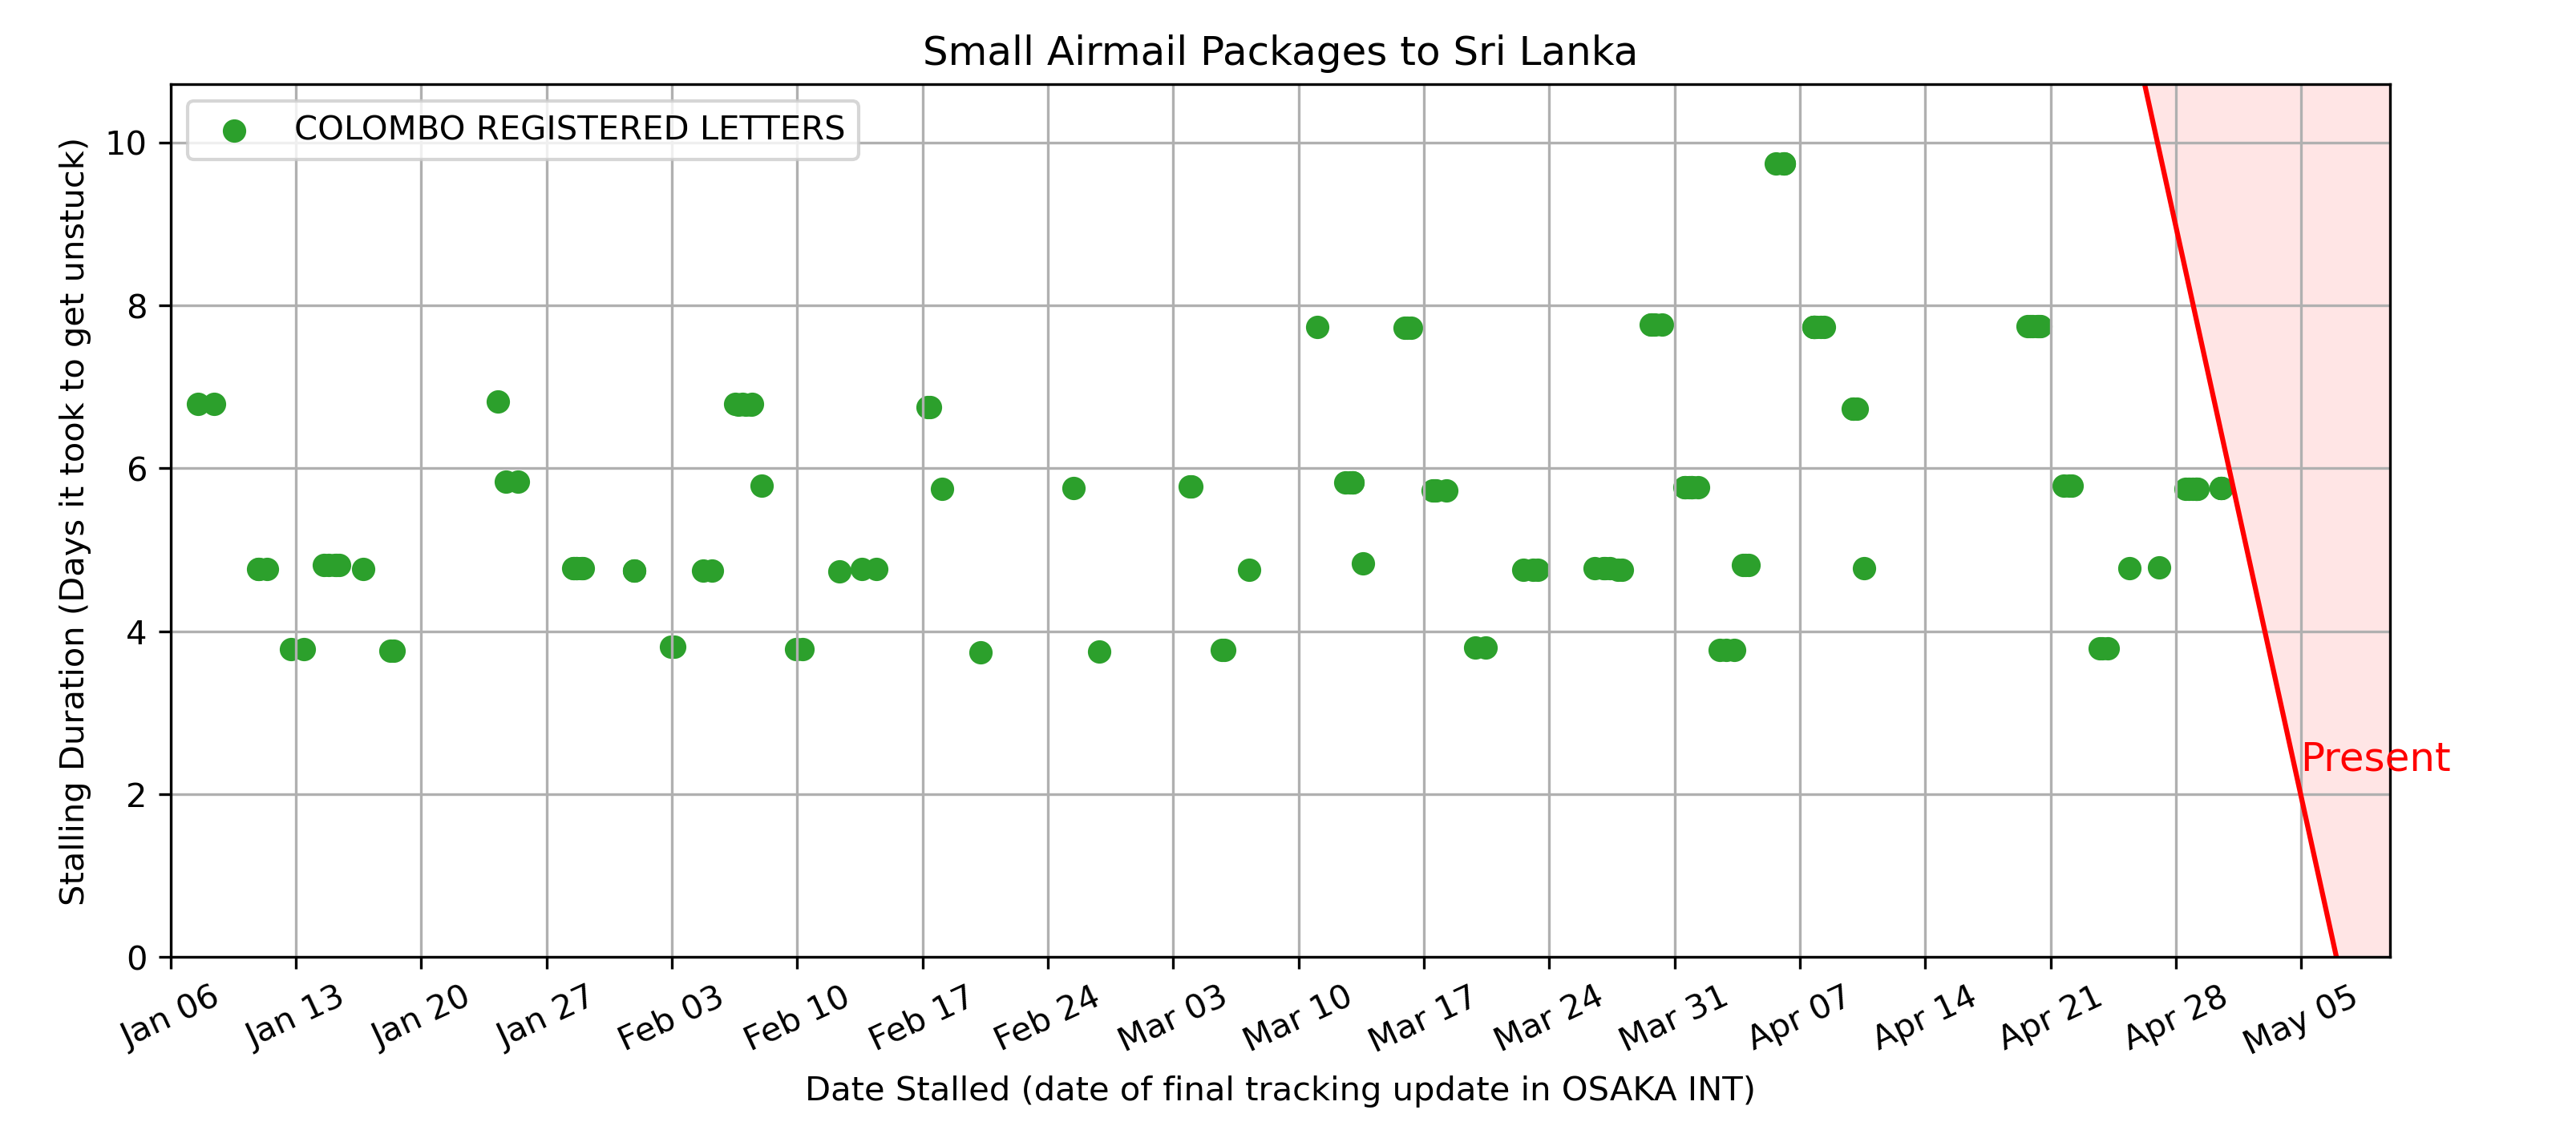 Small Airmail Packages to Sri Lanka
COLOMBO REGISTERED LETTERS
Stalling Duration (Days it took to get unstuck)
10
8
6
4
2
0
Present
Jan 06 Jan 13 Jan 20 Jan 27 Feb 03 Feb 10 Feb 17 Feb 24 Mar 03 Mar 10 Mar 17 Mar 24 Mar 31 Apr 07 Apr 14 Apr 21 Apr 28 May 05
Date Stalled (date of final tracking update in OSAKA INT)